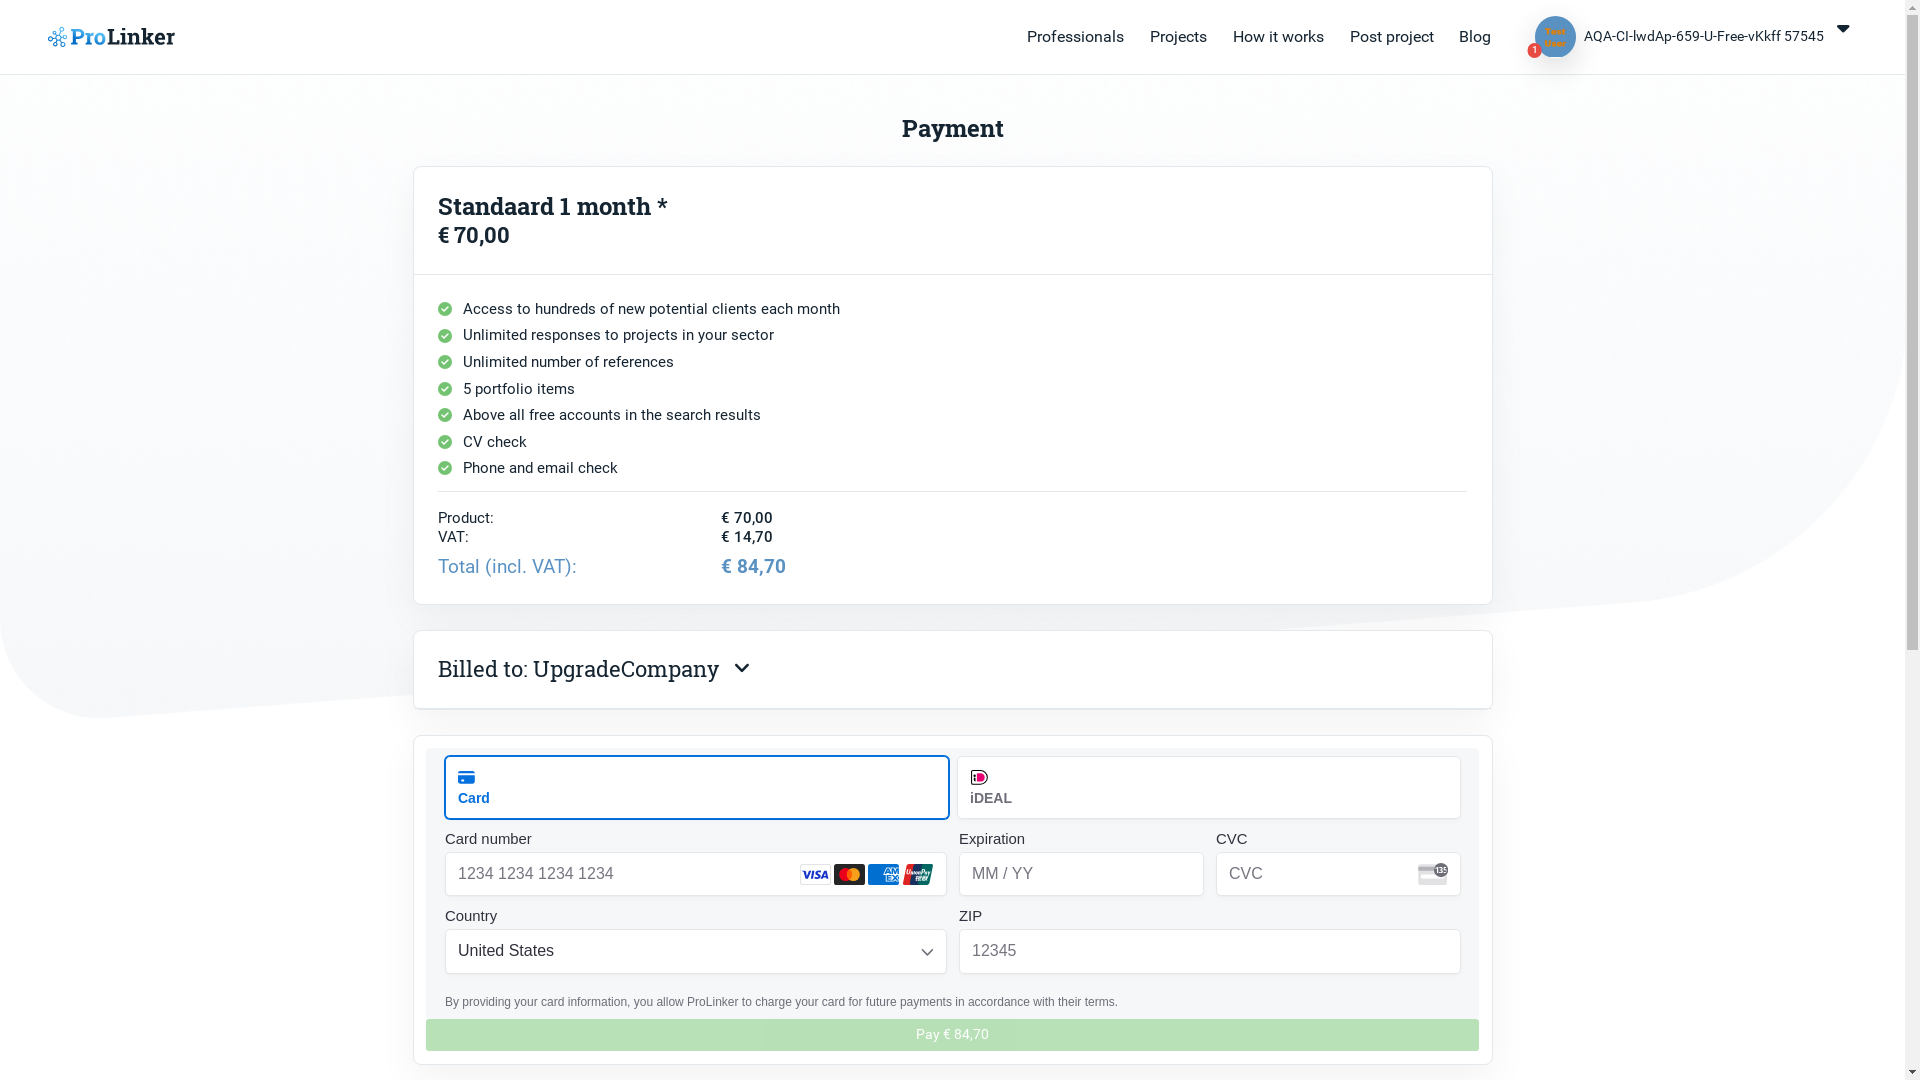 ProLinker
Professionals
Projects
How it works
Post project
Blog
Test
User
1
AQA-CI-lwdAp-659-U-Free-vKkff 57545
Payment
Standaard 1 month *
€ 70,00
Access to hundreds of new potential clients each month
Unlimited responses to projects in your sector
Unlimited number of references
5 portfolio items
Above all free accounts in the search results
CV check
Phone and email check
Product: € 70,00
VAT: € 14,70
Total (incl. VAT): € 84,70
Billed to: UpgradeCompany
Card
iDEAL
Card number
1234 1234 1234 1234
VISA
AM
EX
UnionPay
Expiration
MM / YY
CVC
CVC
135
Country
United States
ZIP
12345
By providing your card information, you allow ProLinker to charge your card for future payments in accordance with their terms.
Pay € 84,70